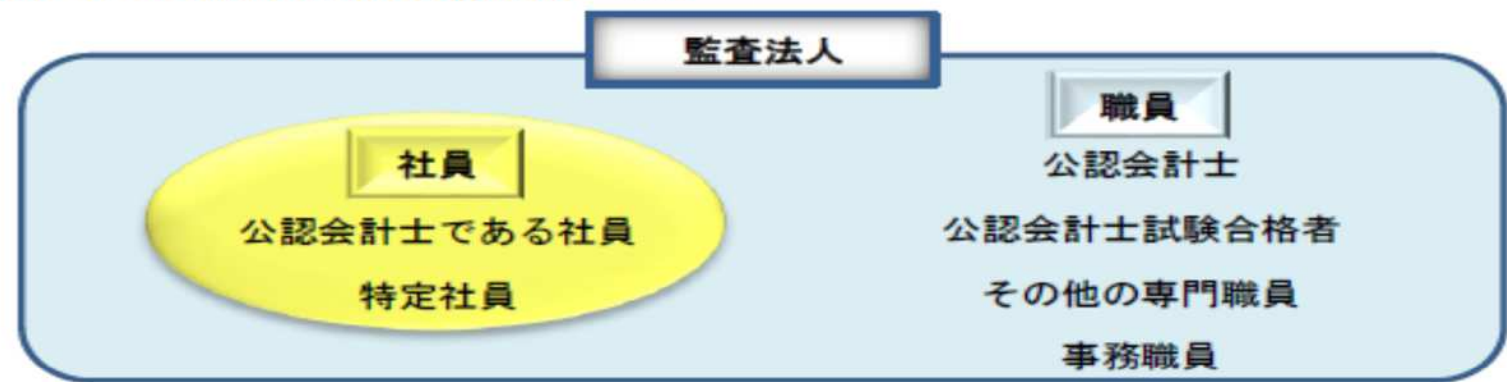 監査法人
社員
公認会計士である社員
特定社員
職員
公認会計士
公認会計士試験合格者
その他の専門職員
事務職員